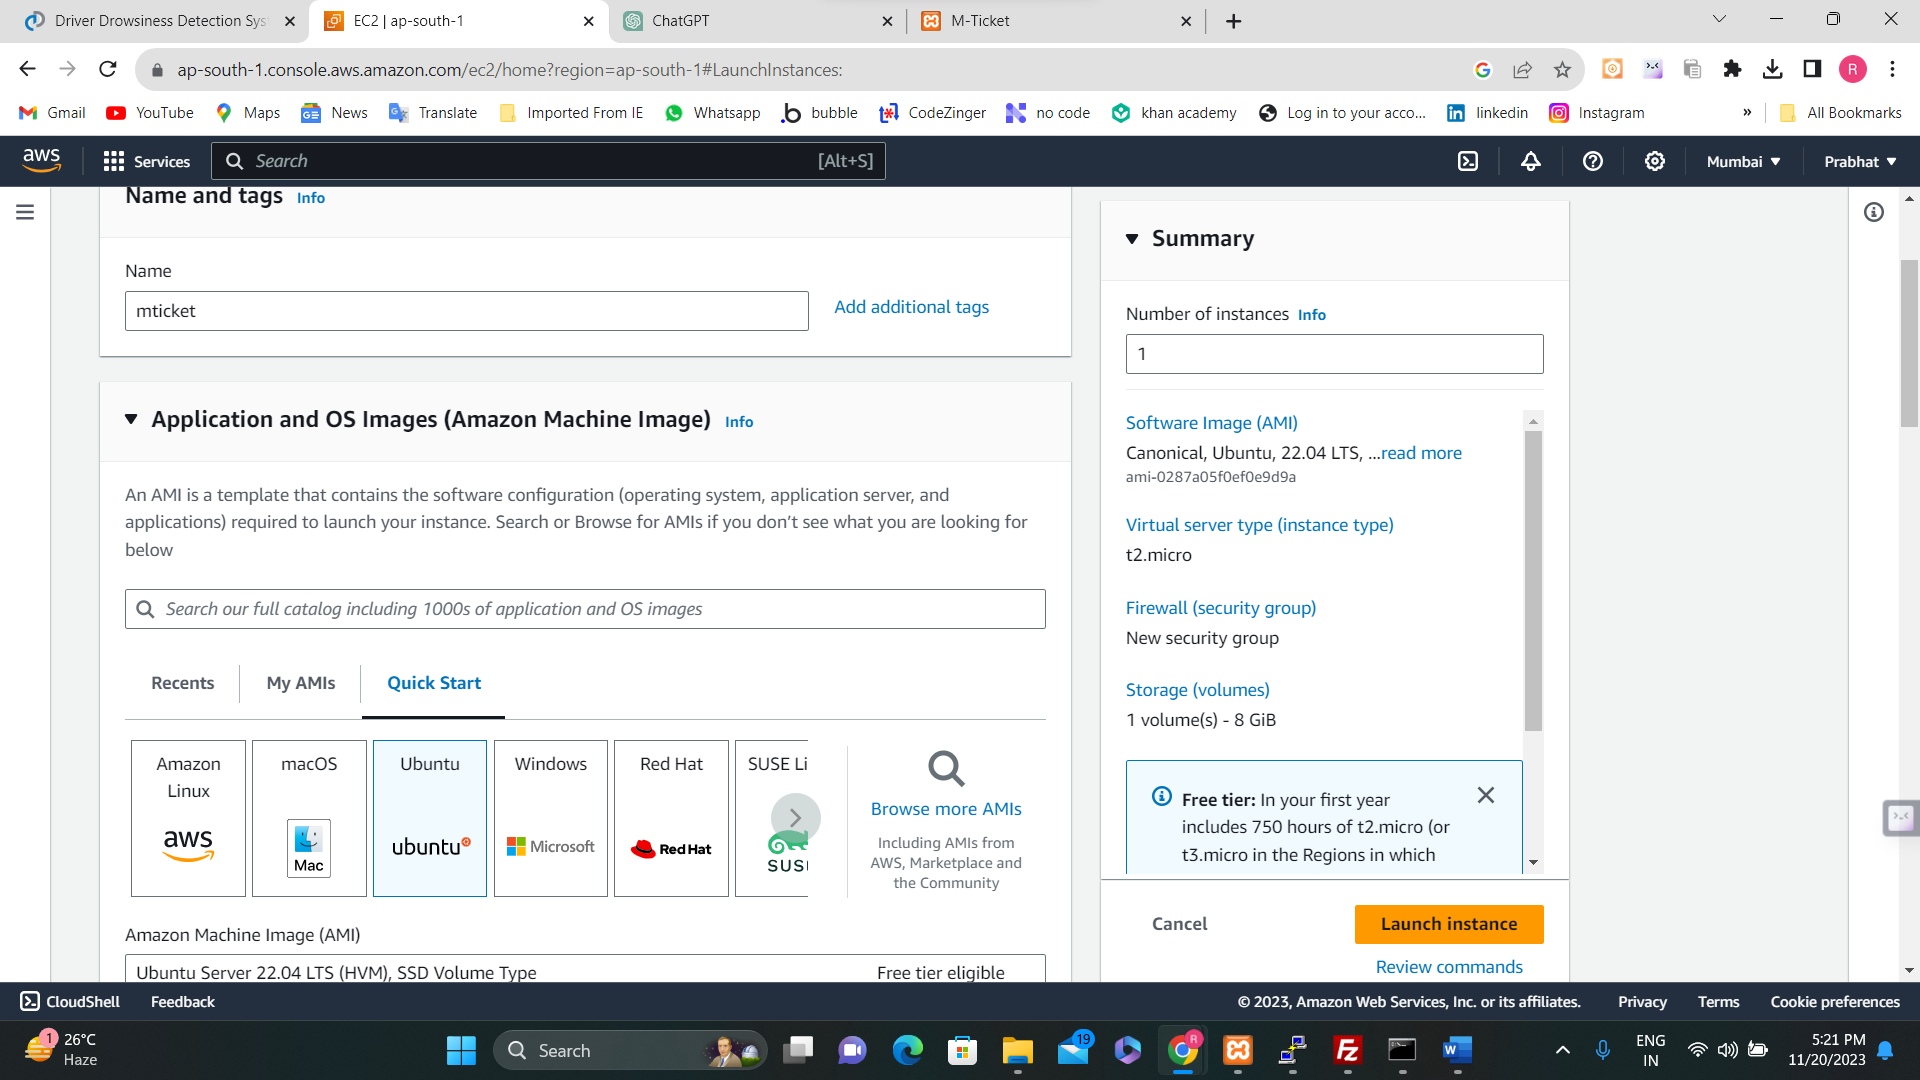 Driver Drowsiness Detection Sys
EC2 | ap-south-1
ChatGPT
M-Ticket
ap-south-1.console.aws.amazon.com/ec2/home?region=ap-south-1#LaunchInstances:
R
Gmail
YouTube
Maps
News
Translate
Imported From IE
Whatsapp
bubble
CodeZinger
no code
khan academy
Log in to your acco...
linkedin
Instagram
»
All Bookmarks
aws
Services
Search
[Alt+S]
Mumbai
Prabhat
Name and tags Info
Name
mticket
Add additional tags
Application and OS Images (Amazon Machine Image) Info
An AMI is a template that contains the software configuration (operating system, application server, and
applications) required to launch your instance. Search or Browse for AMIs if you don’t see what you are looking for
below
Search our full catalog including 1000s of application and OS images
Recents
My AMIs
Quick Start
Amazon
Linux
aws
macOS
Mac
Ubuntu
ubuntu
Windows
Microsoft
Red Hat
Red Hat
SUSE Li
SUS
Browse more AMIs
Including AMIs from
AWS, Marketplace and
the Community
Amazon Machine Image (AMI)
Ubuntu Server 22.04 LTS (HVM), SSD Volume Type
Free tier eligible
Summary
Number of instances Info
1
Software Image (AMI)
Canonical, Ubuntu, 22.04 LTS, ...read more
ami-0287a05f0ef0e9d9a
Virtual server type (instance type)
t2.micro
Firewall (security group)
New security group
Storage (volumes)
1 volume(s) - 8 GiB
Free tier: In your first year
includes 750 hours of t2.micro (or
t3.micro in the Regions in which
Cancel
Launch instance
Review commands
CloudShell
Feedback
© 2023, Amazon Web Services, Inc. or its affiliates.
Privacy
Terms
Cookie preferences
1
26°C
Haze
Search
19
R
Fz
W
ENG
IN
5:21 PM
11/20/2023